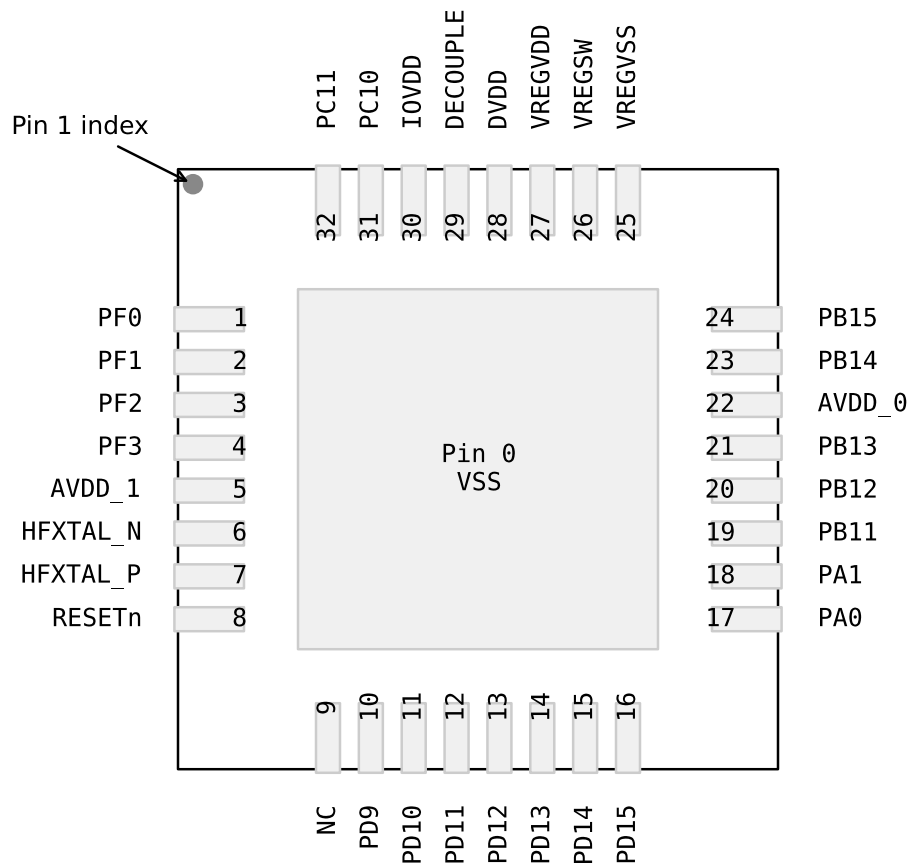 PC11
PC10
IOVDD
DECOUPLE
DVDD
VREGVDD
VREGSW
VREGVSS
Pin 1 index
32
31
30
29
28
27
26
25
PF0 1
PF1 2
PF2 3
PF3 4
AVDD_1 5
HFXTAL_N 6
HFXTAL_P 7
RESETn 8
Pin 0
VSS
24 PB15
23 PB14
22 AVDD_0
21 PB13
20 PB12
19 PB11
18 PA1
17 PA0
9
10
11
12
13
14
15
16
NC
PD9
PD10
PD11
PD12
PD13
PD14
PD15